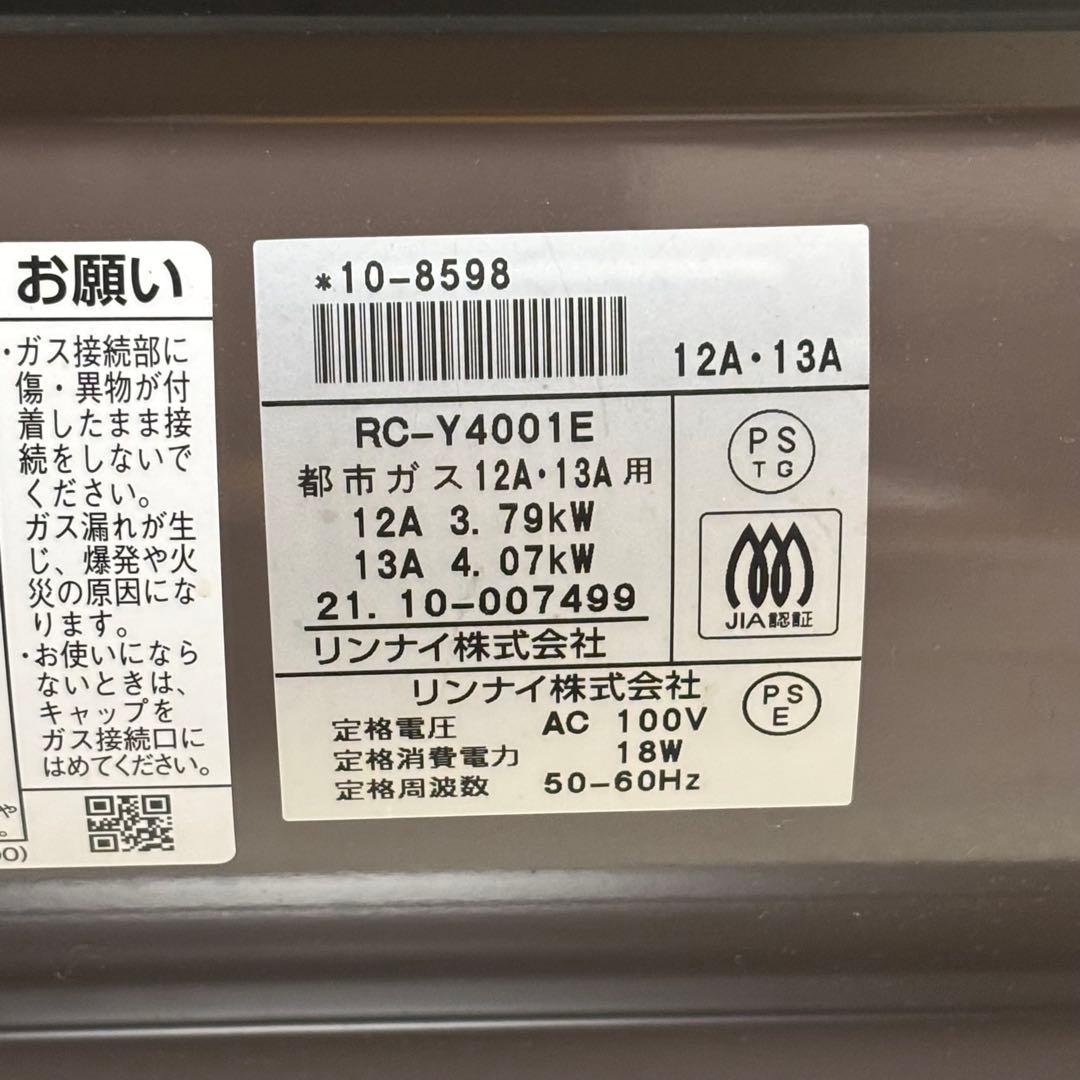 お願い
・ガス接続部に
傷・異物が付
着したまま接
続をしないで
ください。
ガス漏れが生
じ、爆発や火
災の原因にな
ります。
・お使いになら
ないときは、
キャップを
ガス接続口に
はめてください。
や
。
*10-8598
12A・13A
RC-Y4001E
都市ガス12A・13A用
12A 3.79kW
13A 4.07kW
21.10-007499
リンナイ株式会社
PS
TG
JIA認証
リンナイ株式会社
定格電圧 AC 100V
定格消費電力 18W
定格周波数 50-60Hz
PS
E